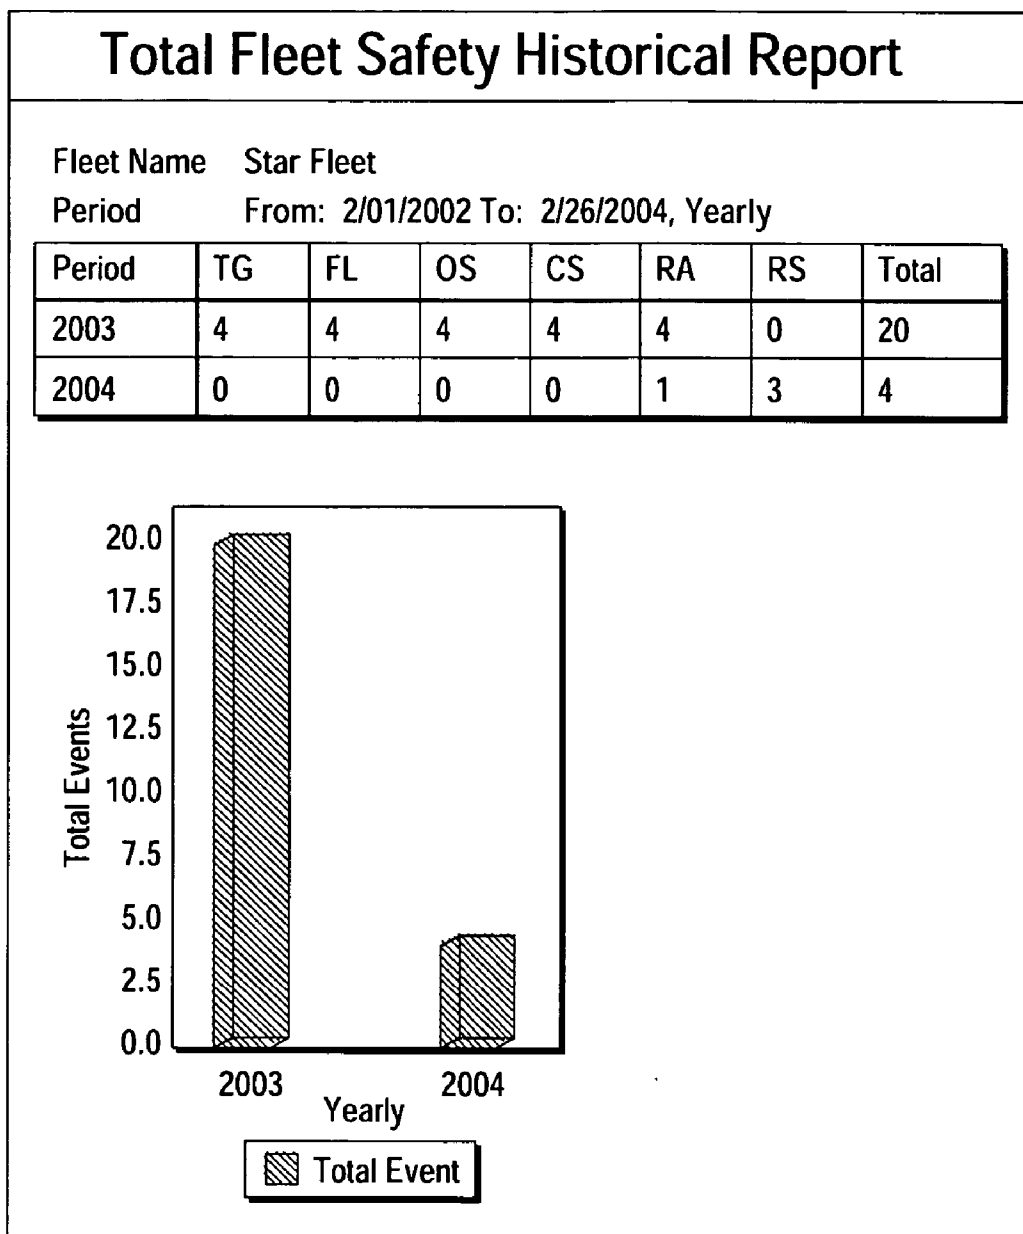 Total Fleet Safety Historical Report
Fleet Name Star Fleet
Period From: 2/01/2002 To: 2/26/2004, Yearly
Period TG FL OS CS RA RS Total
2003 4 4 4 4 4 0 20
2004 0 0 0 0 1 3 4
20.0
17.5
15.0
12.5
10.0
7.5
5.0
2.5
0.0
Total Events
2003 2004
Yearly
Total Event